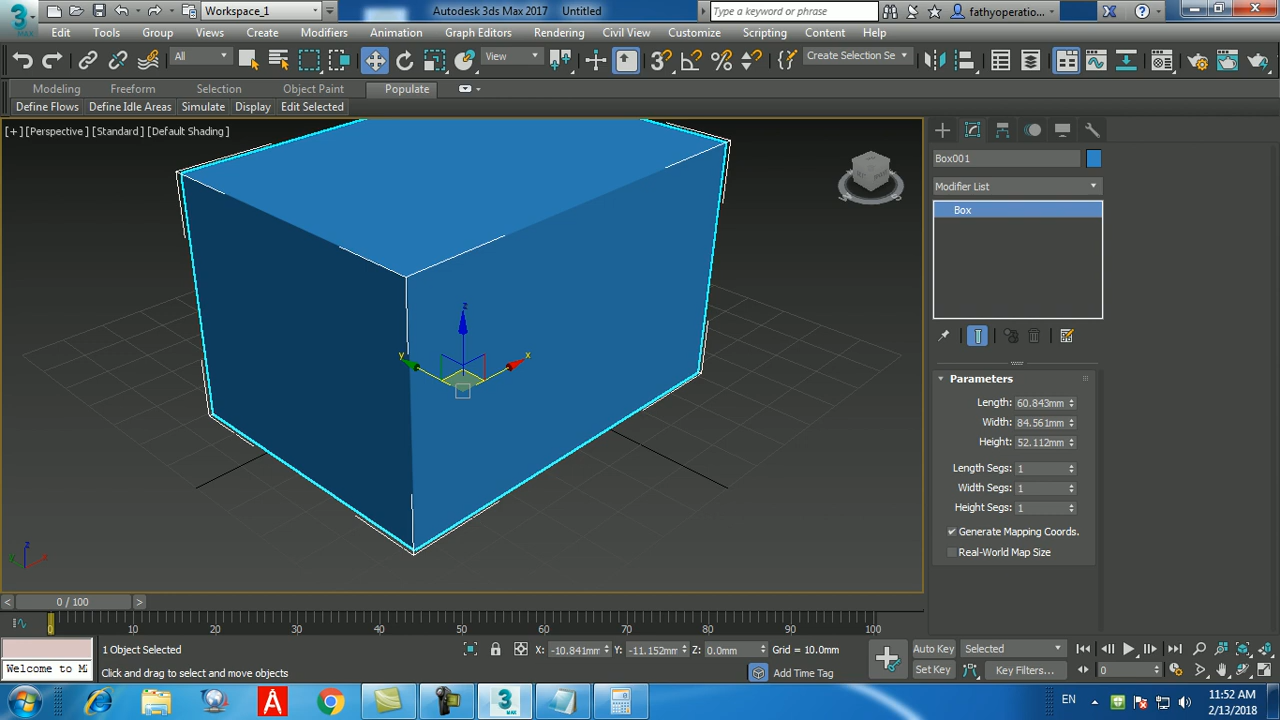 Workspace_1
Autodesk 3ds Max 2017 Untitled
Type a keyword or phrase
fathyoperatio...
3
MAX
Edit Tools Group Views Create Modifiers Animation Graph Editors Rendering Civil View Customize Scripting Content Help
All
View
Create Selection Se
Modeling Freeform Selection Object Paint Populate
Define Flows Define Idle Areas Simulate Display Edit Selected
[+] [Perspective] [Standard] [Default Shading]
Box001
Modifier List
Box
z
y
x
Parameters
Length: 60.843mm
Width: 84.561mm
Height: 52.112mm
Length Segs: 1
Width Segs: 1
Height Segs: 1
Generate Mapping Coords.
Real-World Map Size
z
x
< 0 / 100 >
0 10 20 30 40 50 60 70 80 90 100
1 Object Selected
X: -10.841mm Y: -11.152mm Z: 0.0mm Grid = 10.0mm
Auto Key Selected
Welcome to M
Click and drag to select and move objects
Add Time Tag
Set Key Key Filters... 0
EN
11:52 AM
2/13/2018